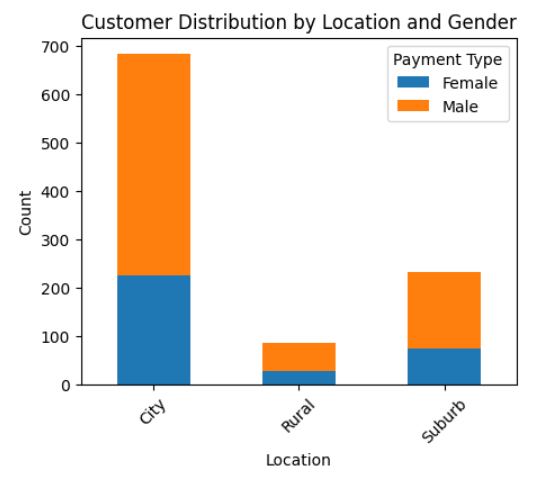 Customer Distribution by Location and Gender
700
600
500
400
300
200
100
0
Count
Payment Type
Female
Male
City
Rural
Suburb
Location